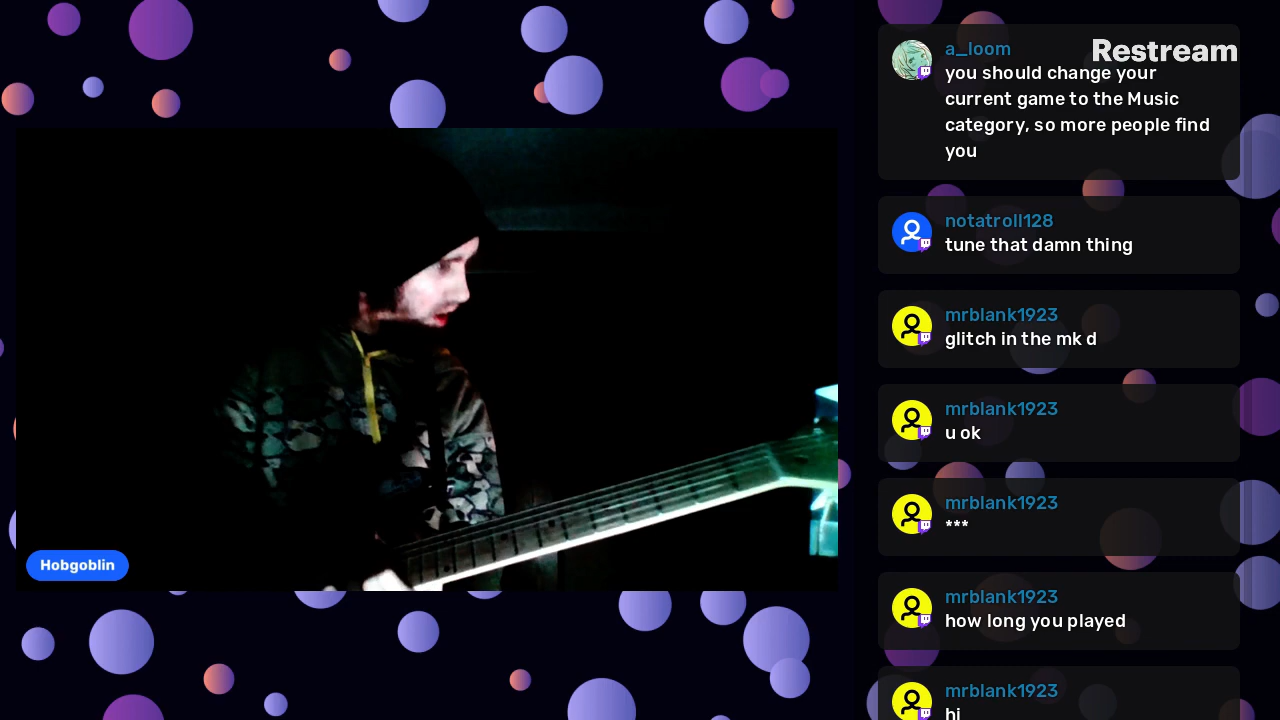 Restream
a_loom
you should change your
current game to the Music
category, so more people find
you
notatroll128
tune that damn thing
mrblank1923
glitch in the mk d
mrblank1923
u ok
mrblank1923
***
mrblank1923
how long you played
mrblank1923
hi
Hobgoblin